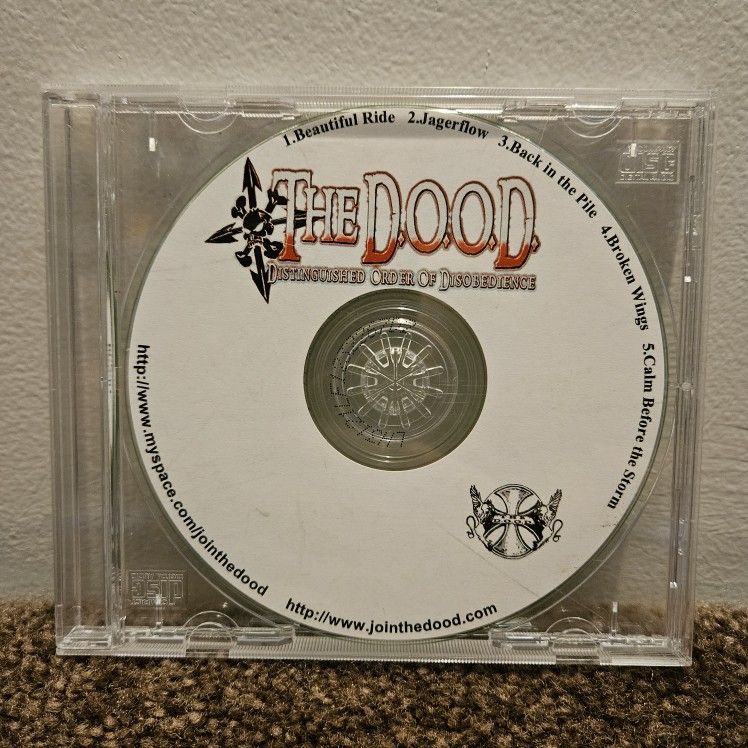 1.Beautiful Ride 2.Jagerflow 3.Back in the Pile 4.Broken Wings 5.Calm Before the Storm
THE D.O.O.D.
DISTINGUISHED ORDER OF DISOBEDIENCE
http://www.myspace.com/jointhedood
http://www.jointhedood.com